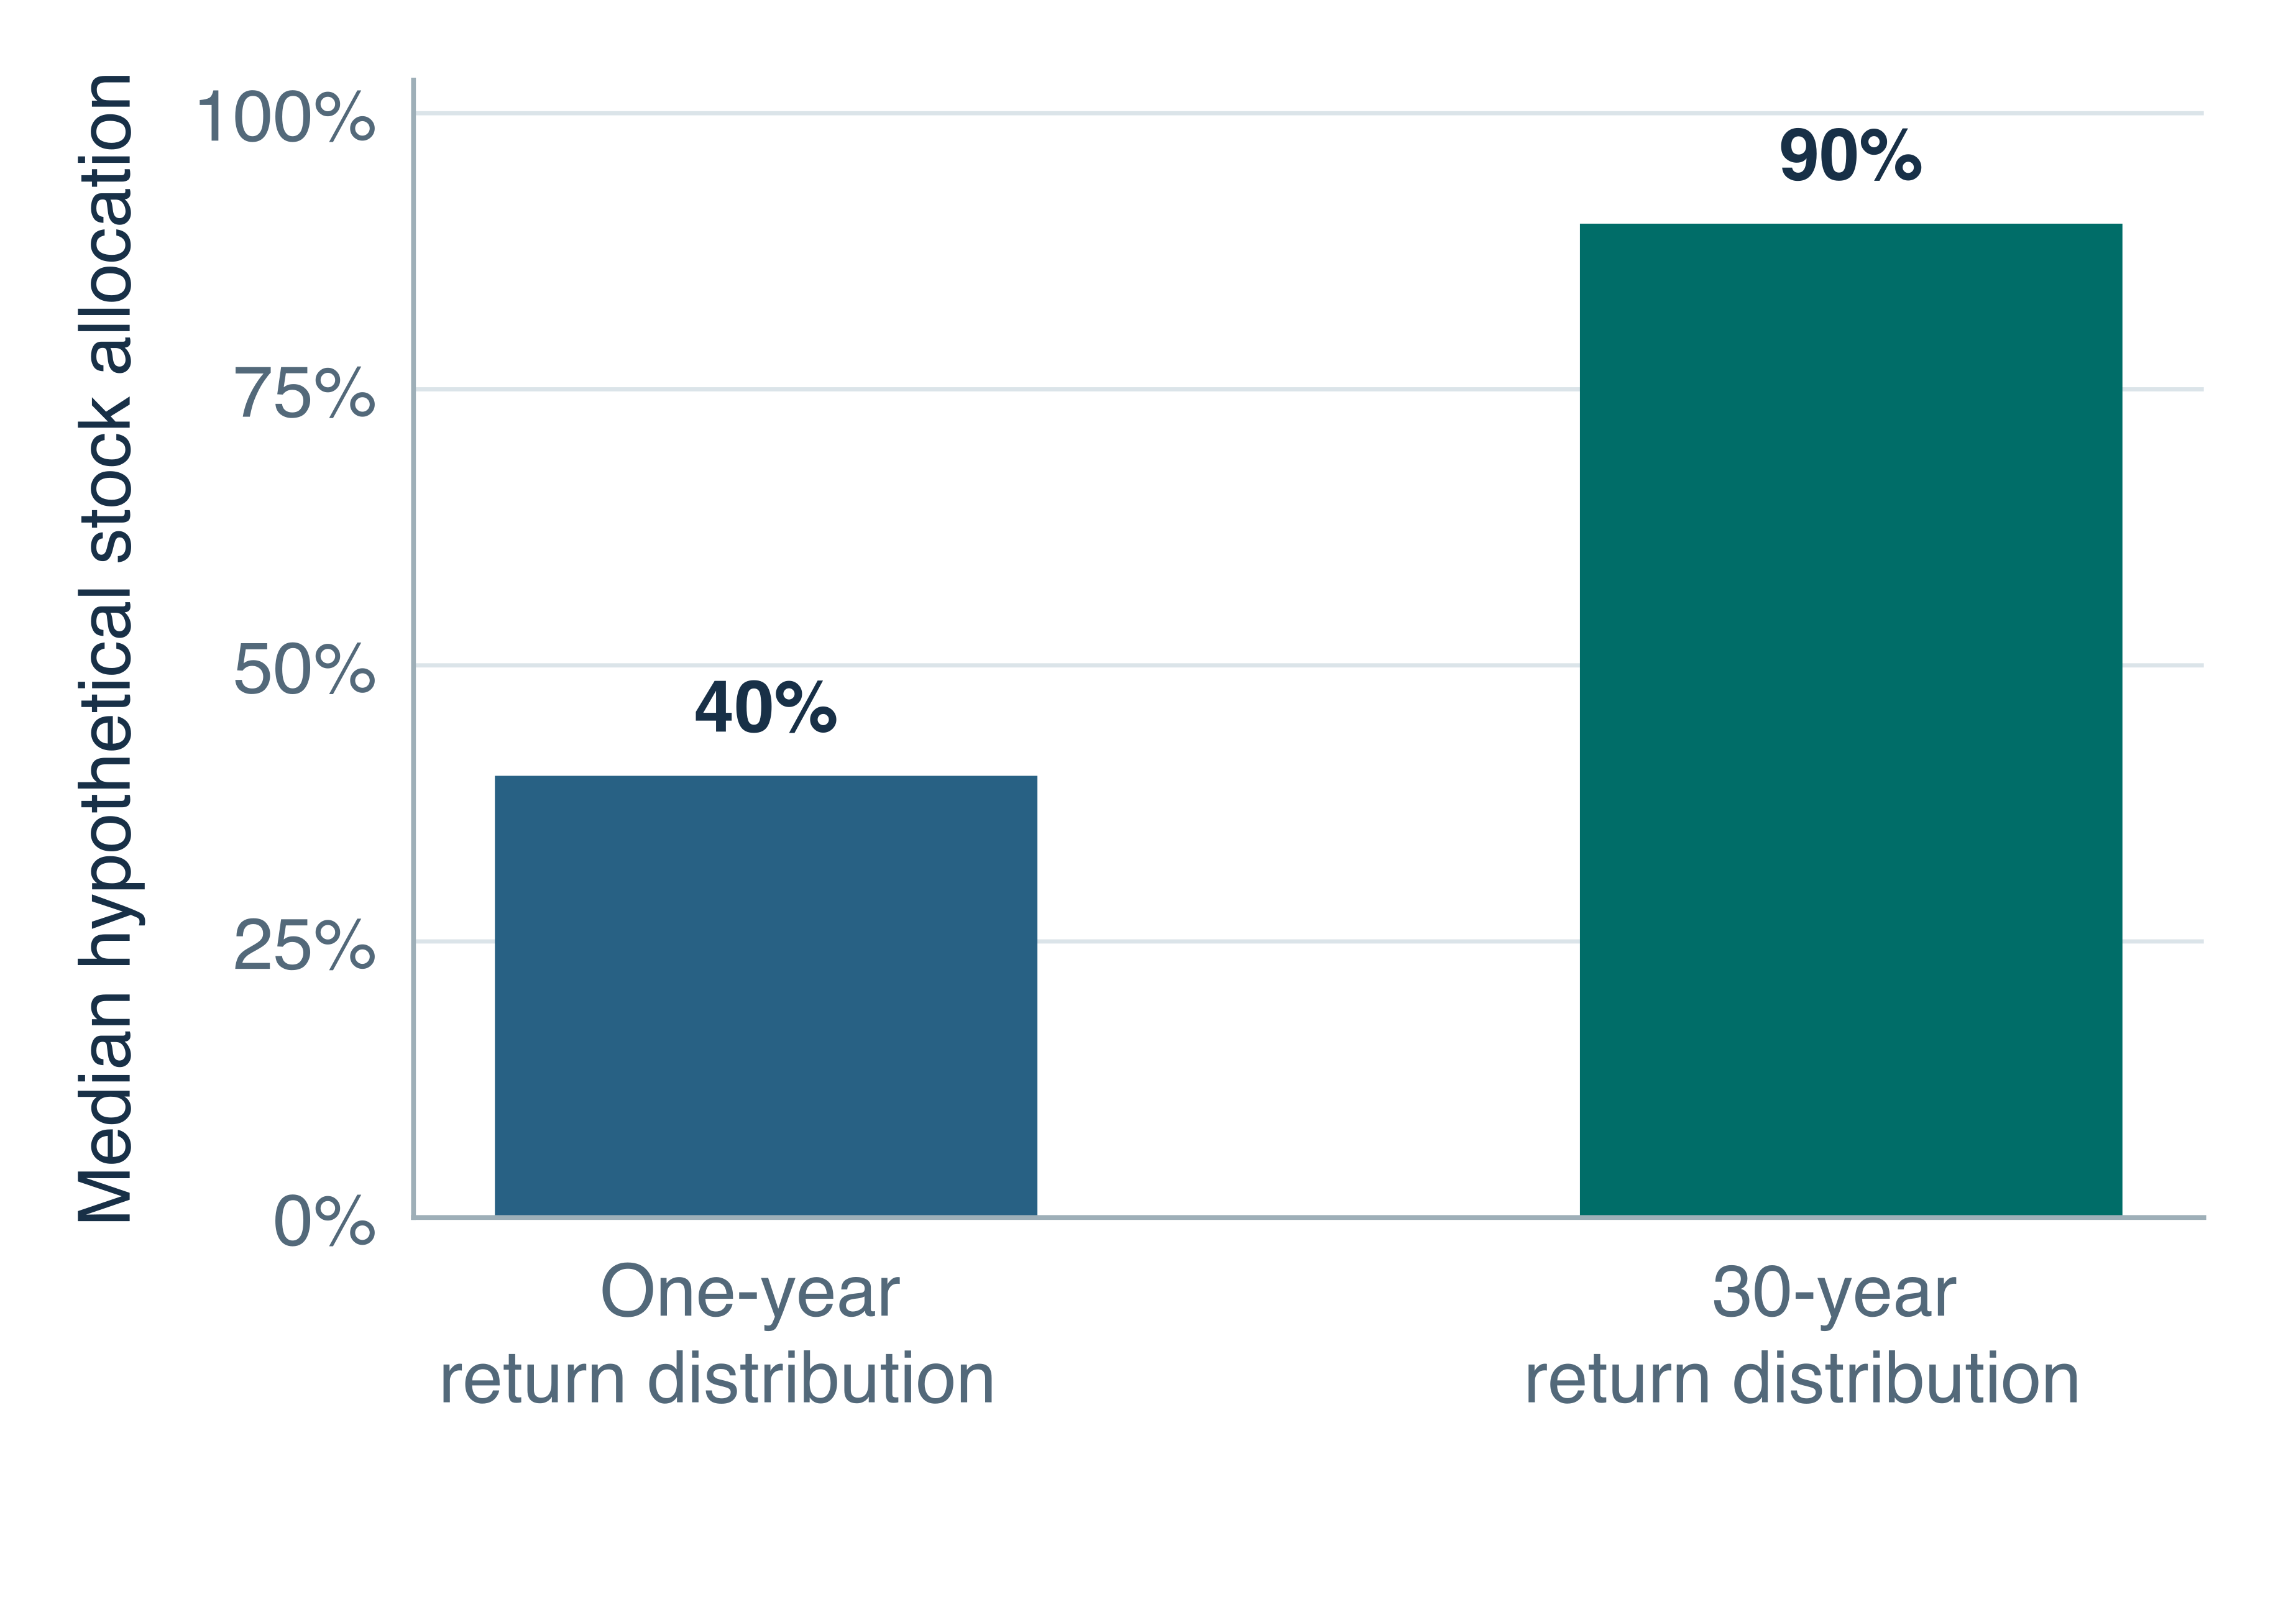 Median hypothetical stock allocation
100%
75%
50%
25%
0%
40%
90%
One-year
return distribution
30-year
return distribution